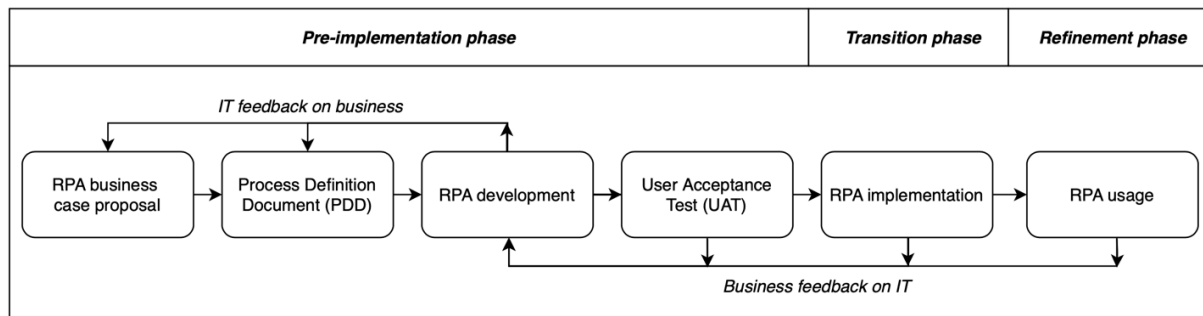 Pre-implementation phase
Transition phase
Refinement phase
IT feedback on business
RPA business
case proposal
Process Definition
Document (PDD)
RPA development
User Acceptance
Test (UAT)
RPA implementation
RPA usage
Business feedback on IT